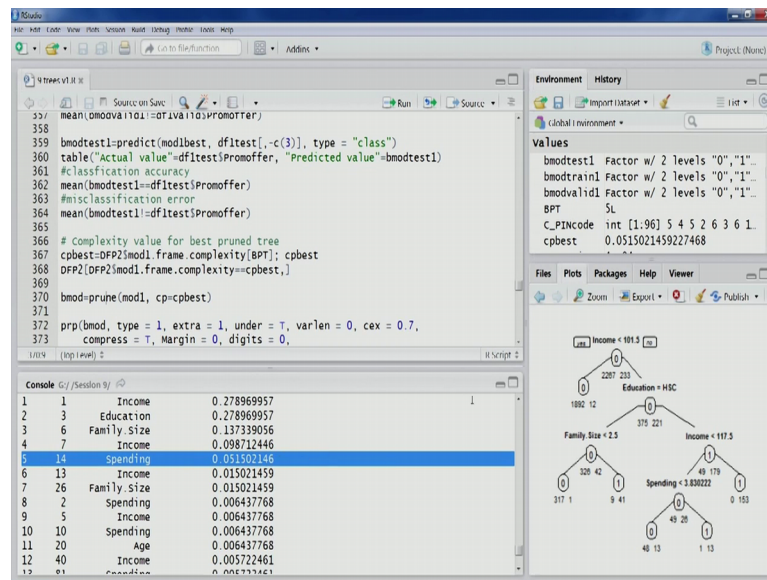 RStudio
File Edit Code View Plots Session Build Debug Profile Tools Help
Go to file/function Addins
Project: (None)
9 trees v1.R
Source on Save Run Source
357 mean(bmodvalid1!=df1valid$Promoffer)
358
359 bmodtest1=predict(mod1best, df1test[,-c(3)], type = "class")
360 table("Actual value"=df1test$Promoffer, "Predicted value"=bmodtest1)
361 #classfication accuracy
362 mean(bmodtest1==df1test$Promoffer)
363 #misclassification error
364 mean(bmodtest1!=df1test$Promoffer)
365
366 # Complexity value for best pruned tree
367 cpbest=DFP2$mod1.frame.complexity[BPT]; cpbest
368 DFP2[DFP2$mod1.frame.complexity==cpbest,]
369
370 bmod=prune(mod1, cp=cpbest)
371
372 prp(bmod, type = 1, extra = 1, under = T, varlen = 0, cex = 0.7,
373 compress = T, Margin = 0, digits = 0,
(Top Level) R Script
Console G:/ /Session 9/
1 1 Income 0.278969957
2 3 Education 0.278969957
3 6 Family.Size 0.137339056
4 7 Income 0.098712446
5 14 Spending 0.051502146
6 13 Income 0.015021459
7 26 Family.Size 0.015021459
8 2 Spending 0.006437768
9 5 Income 0.006437768
10 10 Spending 0.006437768
11 20 Age 0.006437768
12 40 Income 0.005722461
13 81 Spending 0.005722461
Environment History
Import Dataset List
Global Environment
Values
bmodtest1 Factor w/ 2 levels "0","1"…
bmodtrain1 Factor w/ 2 levels "0","1"…
bmodvalid1 Factor w/ 2 levels "0","1"…
BPT 5L
C_PINcode int [1:96] 5 4 5 2 6 3 6 1…
cpbest 0.0515021459227468
Files Plots Packages Help Viewer
Zoom Export Publish
yes Income < 101.5 no
0
2267 233
0 Education = HSC
1892 12 0
375 221
Family.Size < 2.5 Income < 117.5
0 1
326 42 49 179
0 1 Spending < 3.830222 1
317 1 9 41 0 0 153
49 26
0 1
48 13 1 13